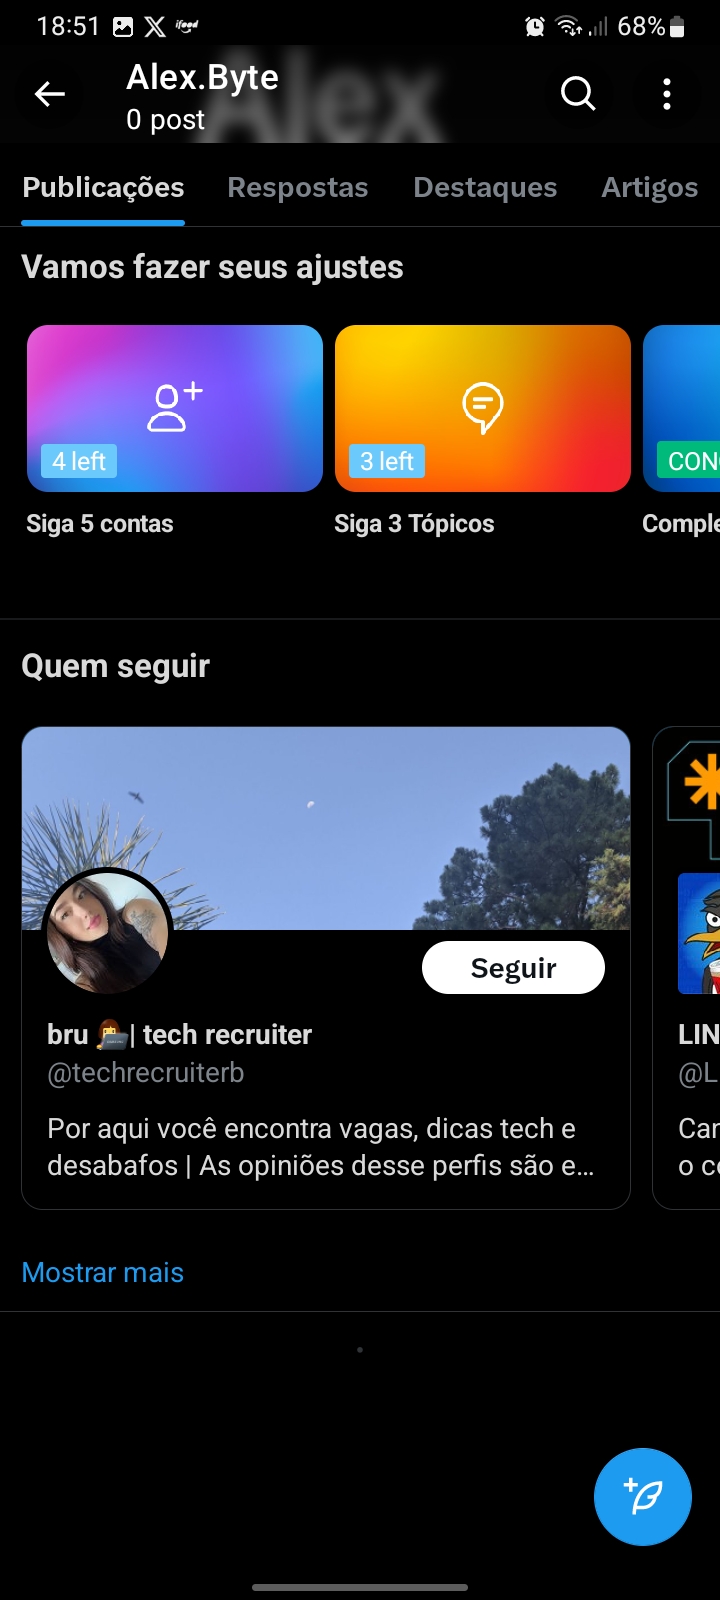 18:51
ifood
68%
Alex
Alex.Byte
0 post
Publicações
Respostas
Destaques
Artigos
Vamos fazer seus ajustes
4 left
3 left
CON
Siga 5 contas
Siga 3 Tópicos
Comple
Quem seguir
Seguir
bru | tech recruiter
@techrecruiterb
Por aqui você encontra vagas, dicas tech e
desabafos | As opiniões desse perfis são e...
LIN
@L
Car
o c
Mostrar mais